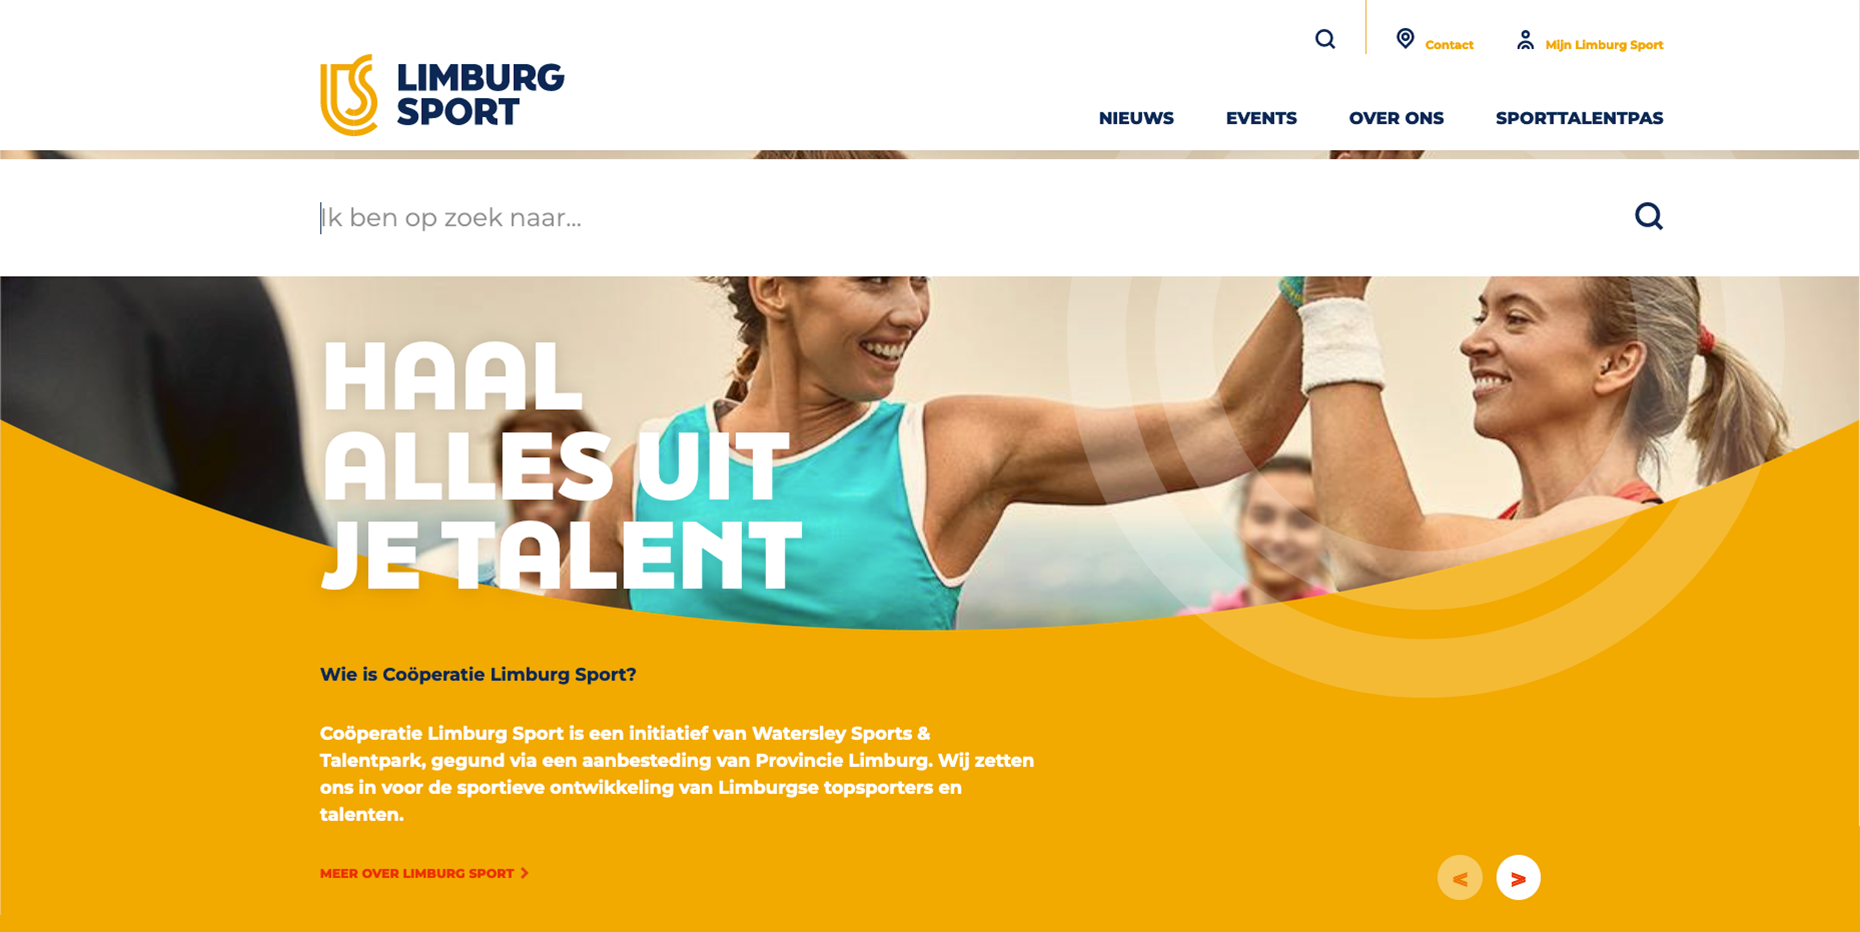 Contact
Mijn Limburg Sport
LIMBURG
SPORT
NIEUWS
EVENTS
OVER ONS
SPORTTALENTPAS
Ik ben op zoek naar...
HAAL
ALLES UIT
JE TALENT
Wie is Coöperatie Limburg Sport?
Coöperatie Limburg Sport is een initiatief van Watersley Sports &
Talentpark, gegund via een aanbesteding van Provincie Limburg. Wij zetten
ons in voor de sportieve ontwikkeling van Limburgse topsporters en
talenten.
MEER OVER LIMBURG SPORT >
< >